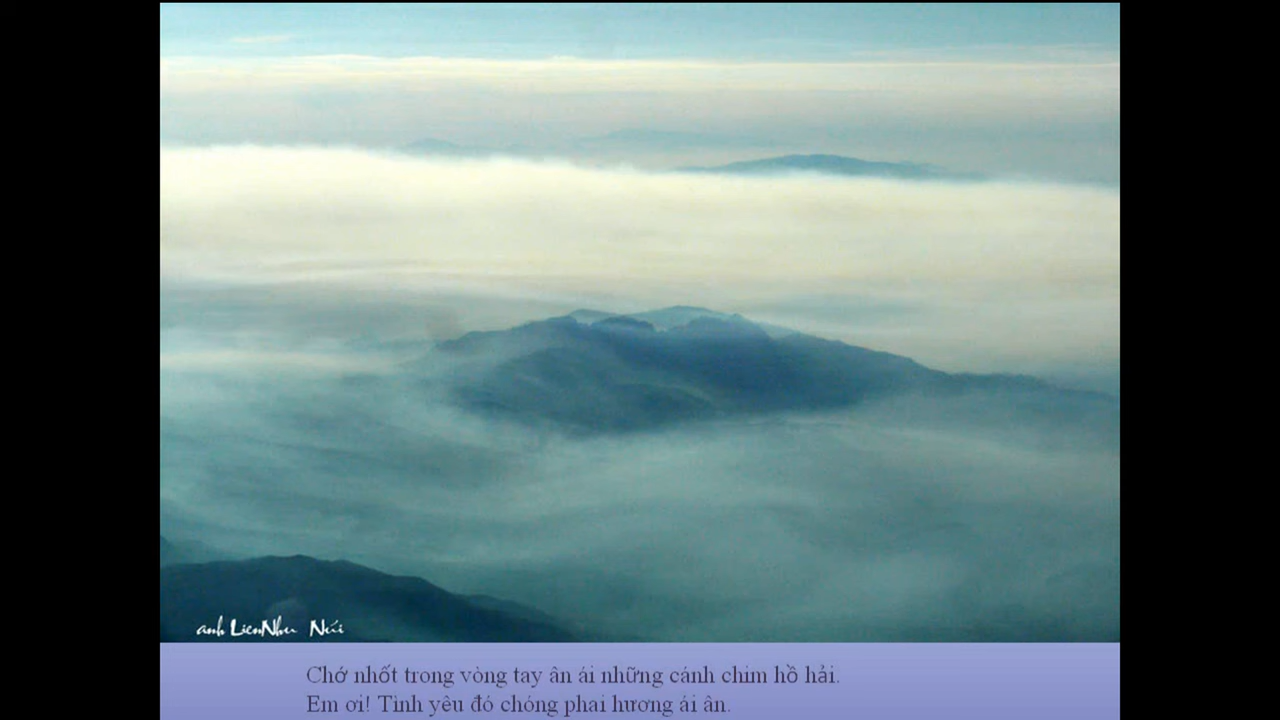 anh LienNhu Núi
Chớ nhốt trong vòng tay ân ái những cánh chim hồ hải.
Em ơi! Tình yêu đó chóng phai hương ái ân.